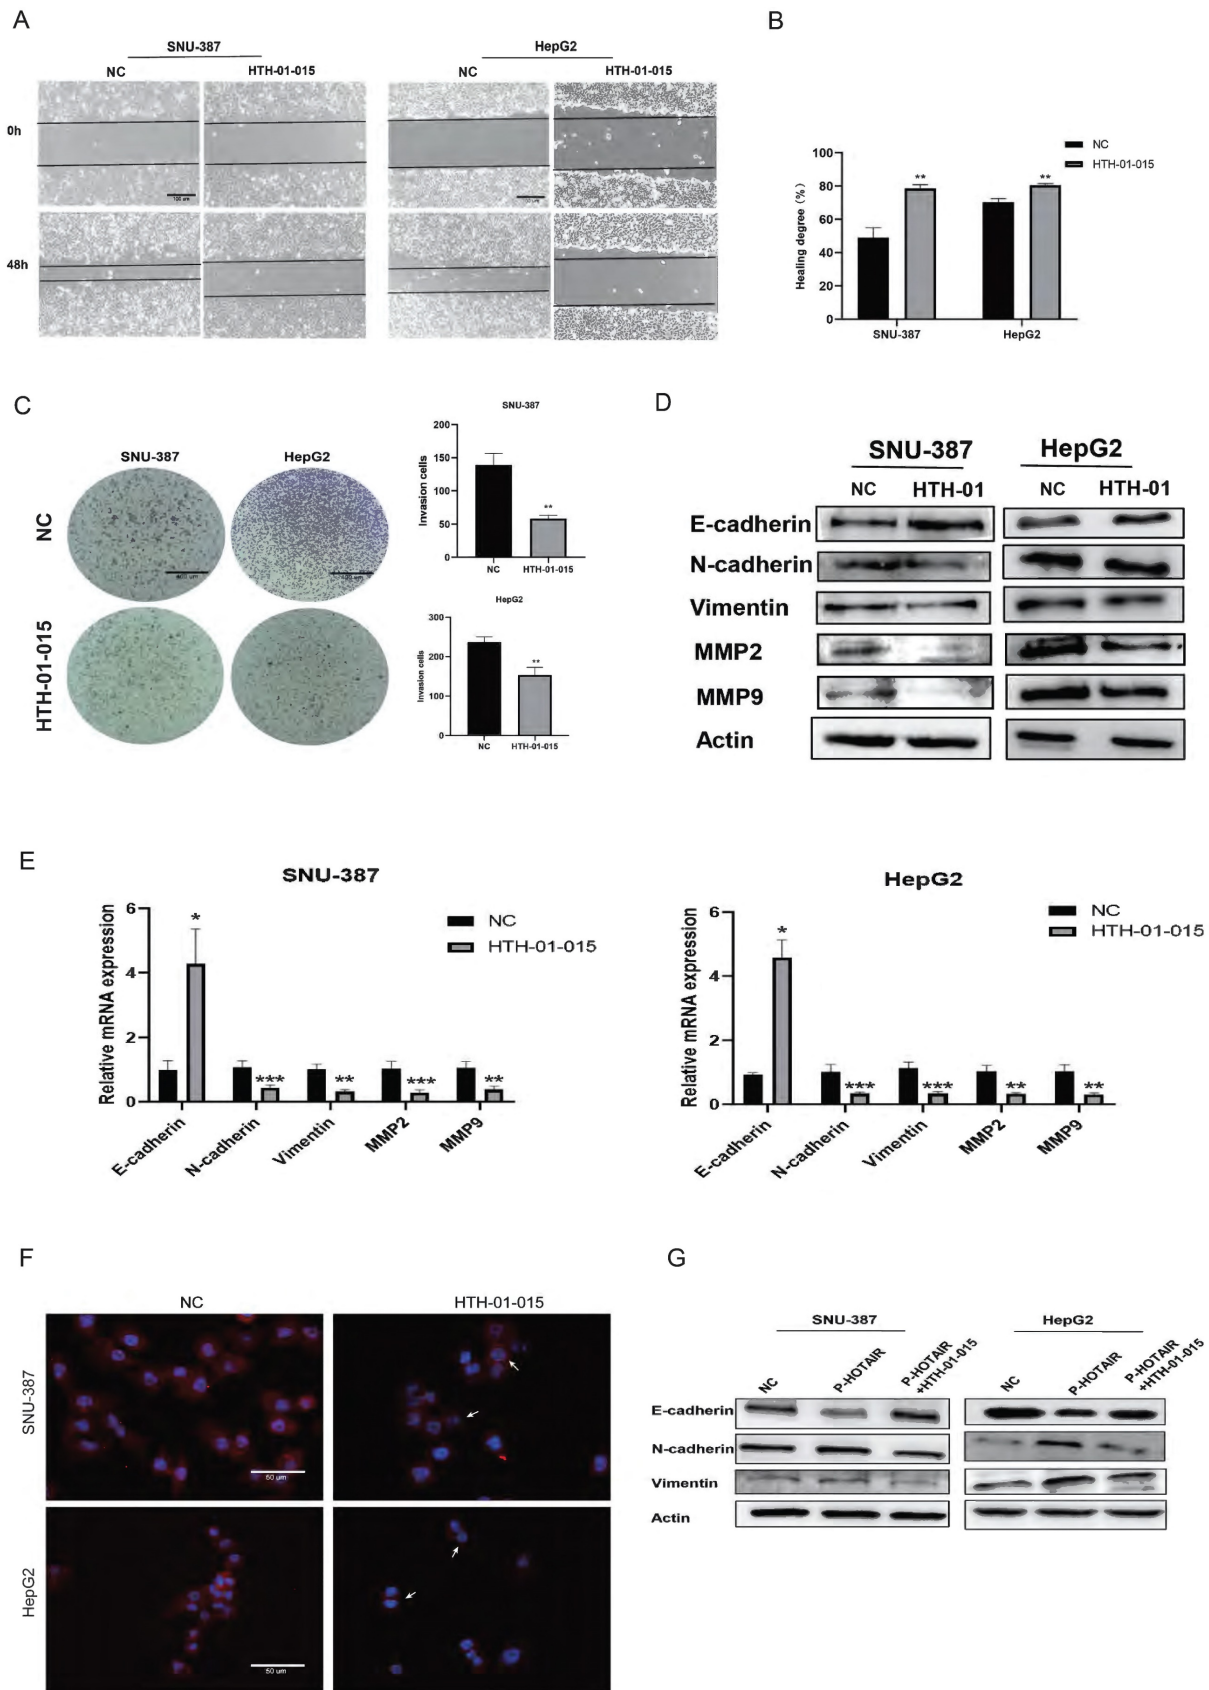 A
SNU-387
HepG2
NC
HTH-01-015
NC
HTH-01-015
0h
100 μm
48h
B
NC
HTH-01-015
Healing degree (%)
100
80
60
40
20
0
**
**
SNU-387
HepG2
C
SNU-387
HepG2
NC
400 um
HTH-01-015
SNU-387
Invasion cells
200
150
100
50
0
**
NC
HTH-01-015
HepG2
Invasion cells
300
200
100
0
**
NC
HTH-01-015
D
SNU-387
HepG2
NC
HTH-01
NC
HTH-01
E-cadherin
N-cadherin
Vimentin
MMP2
MMP9
Actin
E
SNU-387
Relative mRNA expression
6
4
2
0
NC
HTH-01-015
*
***
**
***
**
E-cadherin
N-cadherin
Vimentin
MMP2
MMP9
HepG2
Relative mRNA expression
6
4
2
0
NC
HTH-01-015
*
***
***
**
**
E-cadherin
N-cadherin
Vimentin
MMP2
MMP9
F
NC
HTH-01-015
SNU-387
50 um
HepG2
50 um
G
SNU-387
HepG2
NC
P-HOTAIR
P-HOTAIR
+HTH-01-015
NC
P-HOTAIR
P-HOTAIR
+HTH-01-015
E-cadherin
N-cadherin
Vimentin
Actin